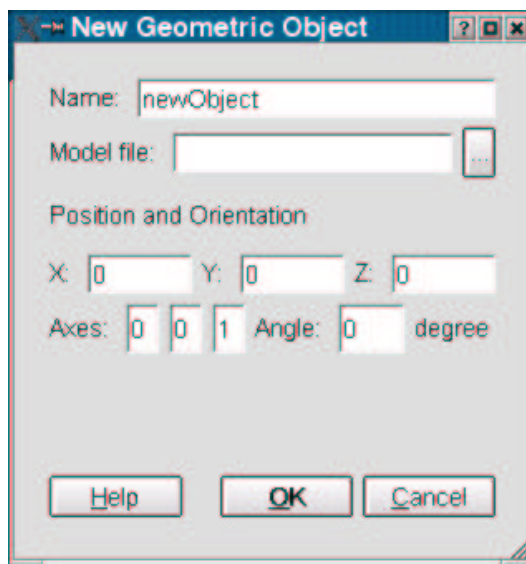 New Geometric Object ?
Name: newObject
Model file: ...
Position and Orientation
X: 0 Y: 0 Z: 0
Axes: 0 0 1 Angle: 0 degree
Help OK Cancel